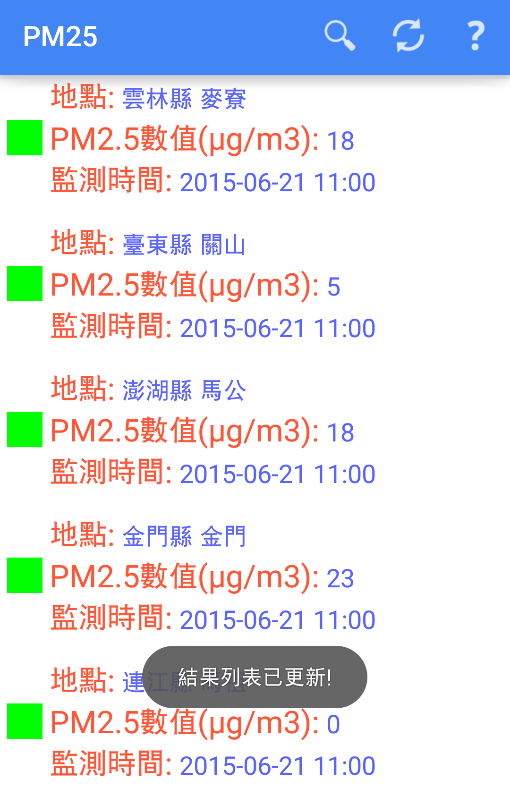 PM25
?
地點: 雲林縣 麥寮
PM2.5數值(μg/m3): 18
監測時間: 2015-06-21 11:00
地點: 臺東縣 關山
PM2.5數值(μg/m3): 5
監測時間: 2015-06-21 11:00
地點: 澎湖縣 馬公
PM2.5數值(μg/m3): 18
監測時間: 2015-06-21 11:00
地點: 金門縣 金門
PM2.5數值(μg/m3): 23
監測時間: 2015-06-21 11:00
地點: 連江縣
結果列表已更新!
PM2.5數值(μg/m3): 0
監測時間: 2015-06-21 11:00